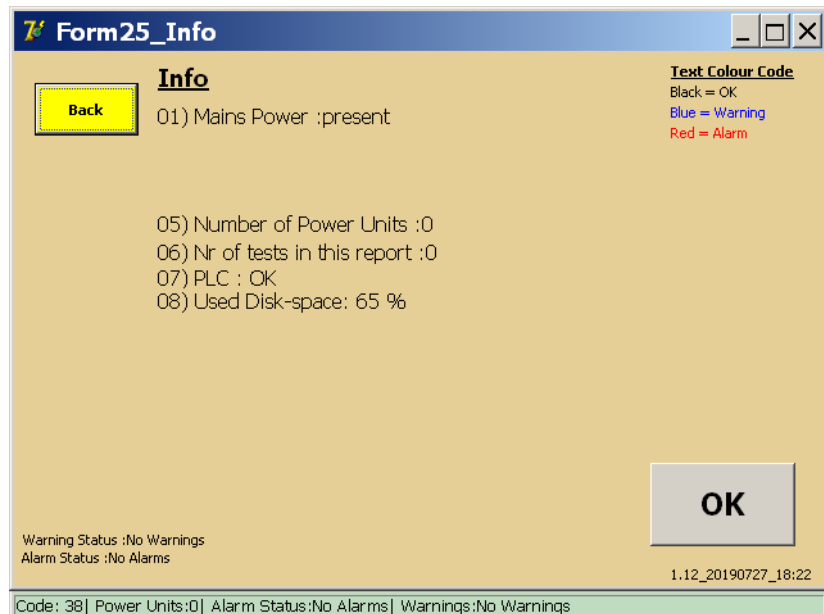 Form25_Info
Info
Back
01) Mains Power :present
Text Colour Code
Black = OK
Blue = Warning
Red = Alarm
05) Number of Power Units :0
06) Nr of tests in this report :0
07) PLC : OK
08) Used Disk-space: 65 %
OK
Warning Status :No Warnings
Alarm Status :No Alarms
1.12_20190727_18:22
Code: 38| Power Units:0| Alarm Status:No Alarms| Warnings:No Warnings